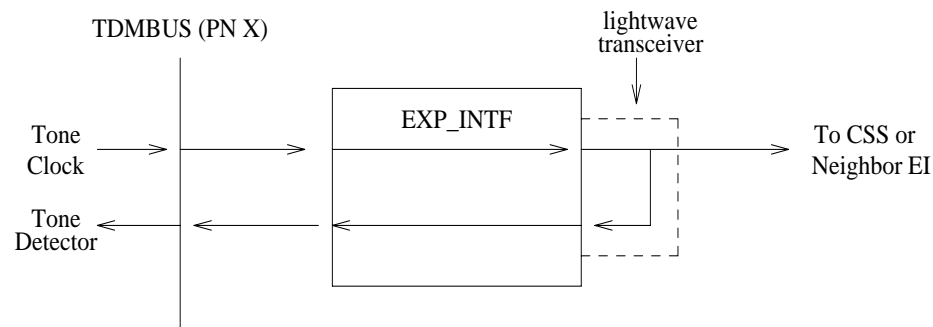 TDMBUS (PN X)
lightwave
transceiver
EXP_INTF
Tone
Clock
To CSS or
Neighbor EI
Tone
Detector